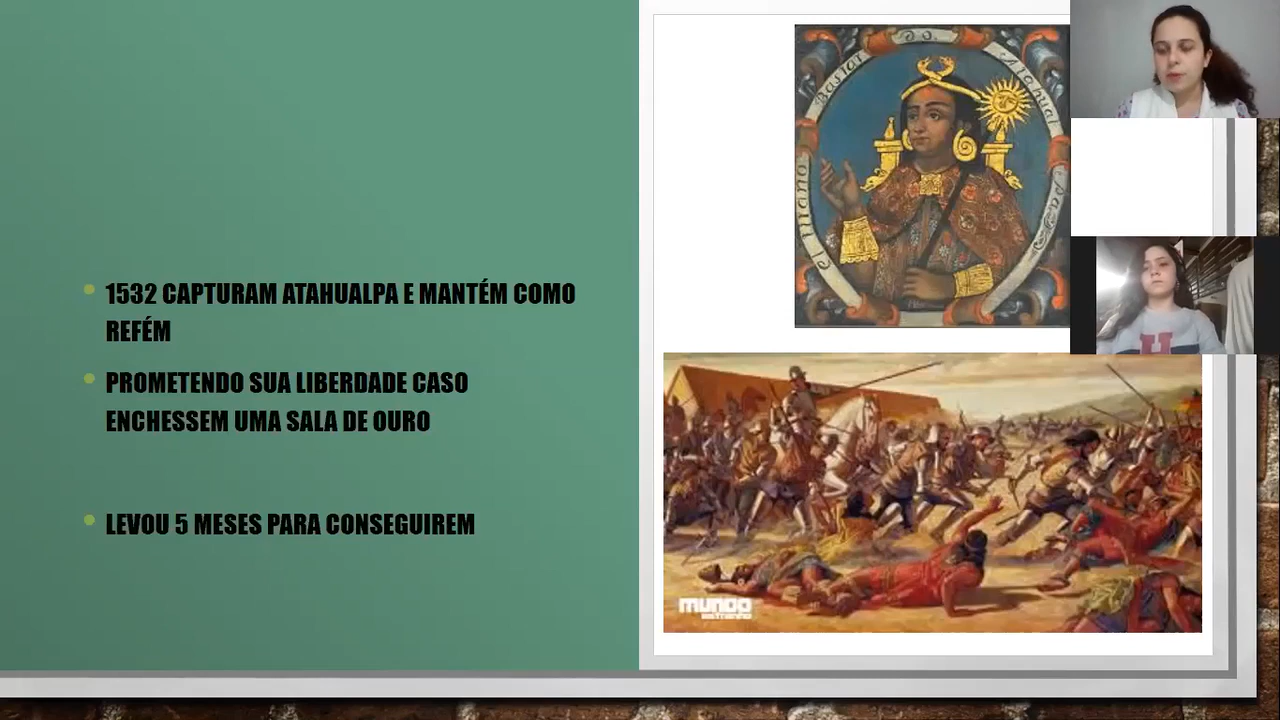 1532 CAPTURAM ATAHUALPA E MANTÉM COMO
REFÉM
PROMETENDO SUA LIBERDADE CASO
ENCHESSEM UMA SALA DE OURO
LEVOU 5 MESES PARA CONSEGUIREM
mundo